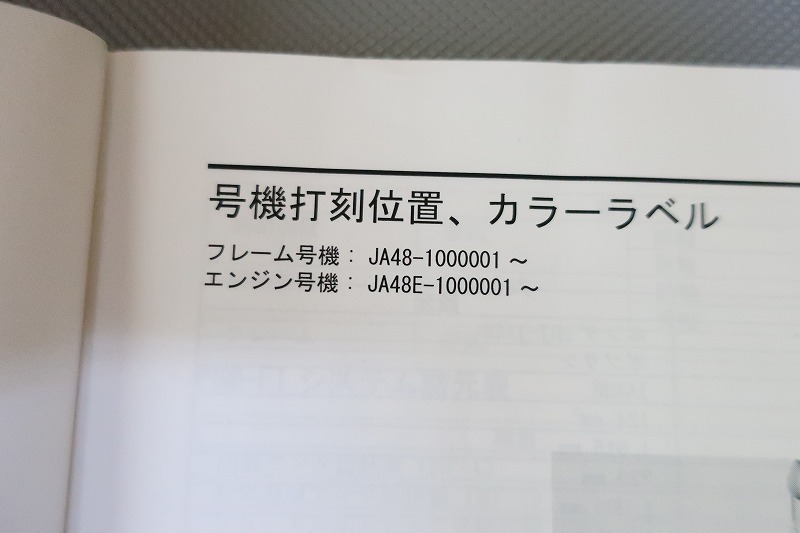 号機打刻位置、カラーラベル
フレーム号機： JA48-1000001 ～
エンジン号機： JA48E-1000001 ～